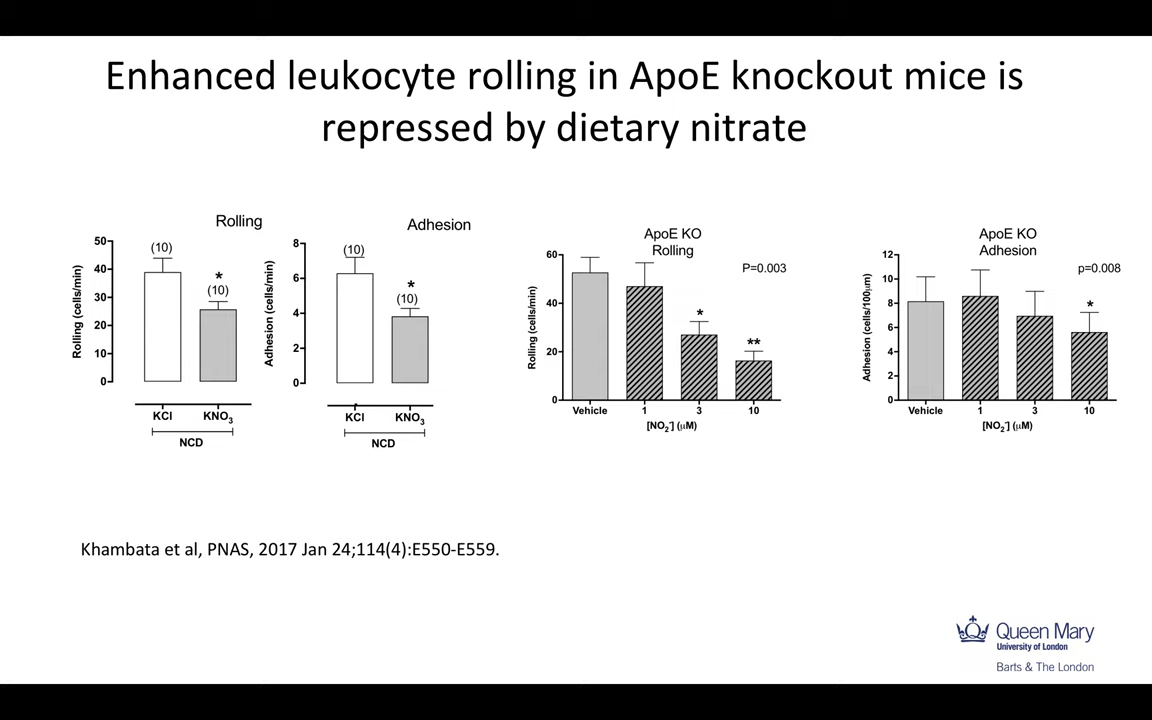 Enhanced leukocyte rolling in ApoE knockout mice is
repressed by dietary nitrate
Rolling
Rolling (cells/min)
50
40
30
20
10
0
(10)
*
(10)
KCl
KNO3
NCD
Adhesion
Adhesion (cells/min)
8
6
4
2
0
(10)
*
(10)
KCl
KNO3
NCD
ApoE KO
Rolling
P=0.003
Rolling (cells/min)
60
40
20
0
*
**
Vehicle 1 3 10
[NO2-] (μM)
ApoE KO
Adhesion
p=0.008
Adhesion (cells/100μm)
12
10
8
6
4
2
0
*
Vehicle 1 3 10
[NO2-] (μM)
Khambata et al, PNAS, 2017 Jan 24;114(4):E550-E559.
Queen Mary
University of London
Barts & The London